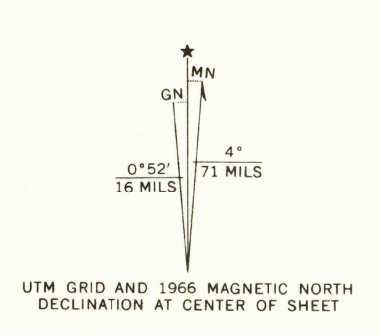 MN
GN
4°
0°52'
71 MILS
16 MILS
UTM GRID AND 1966 MAGNETIC NORTH
DECLINATION AT CENTER OF SHEET